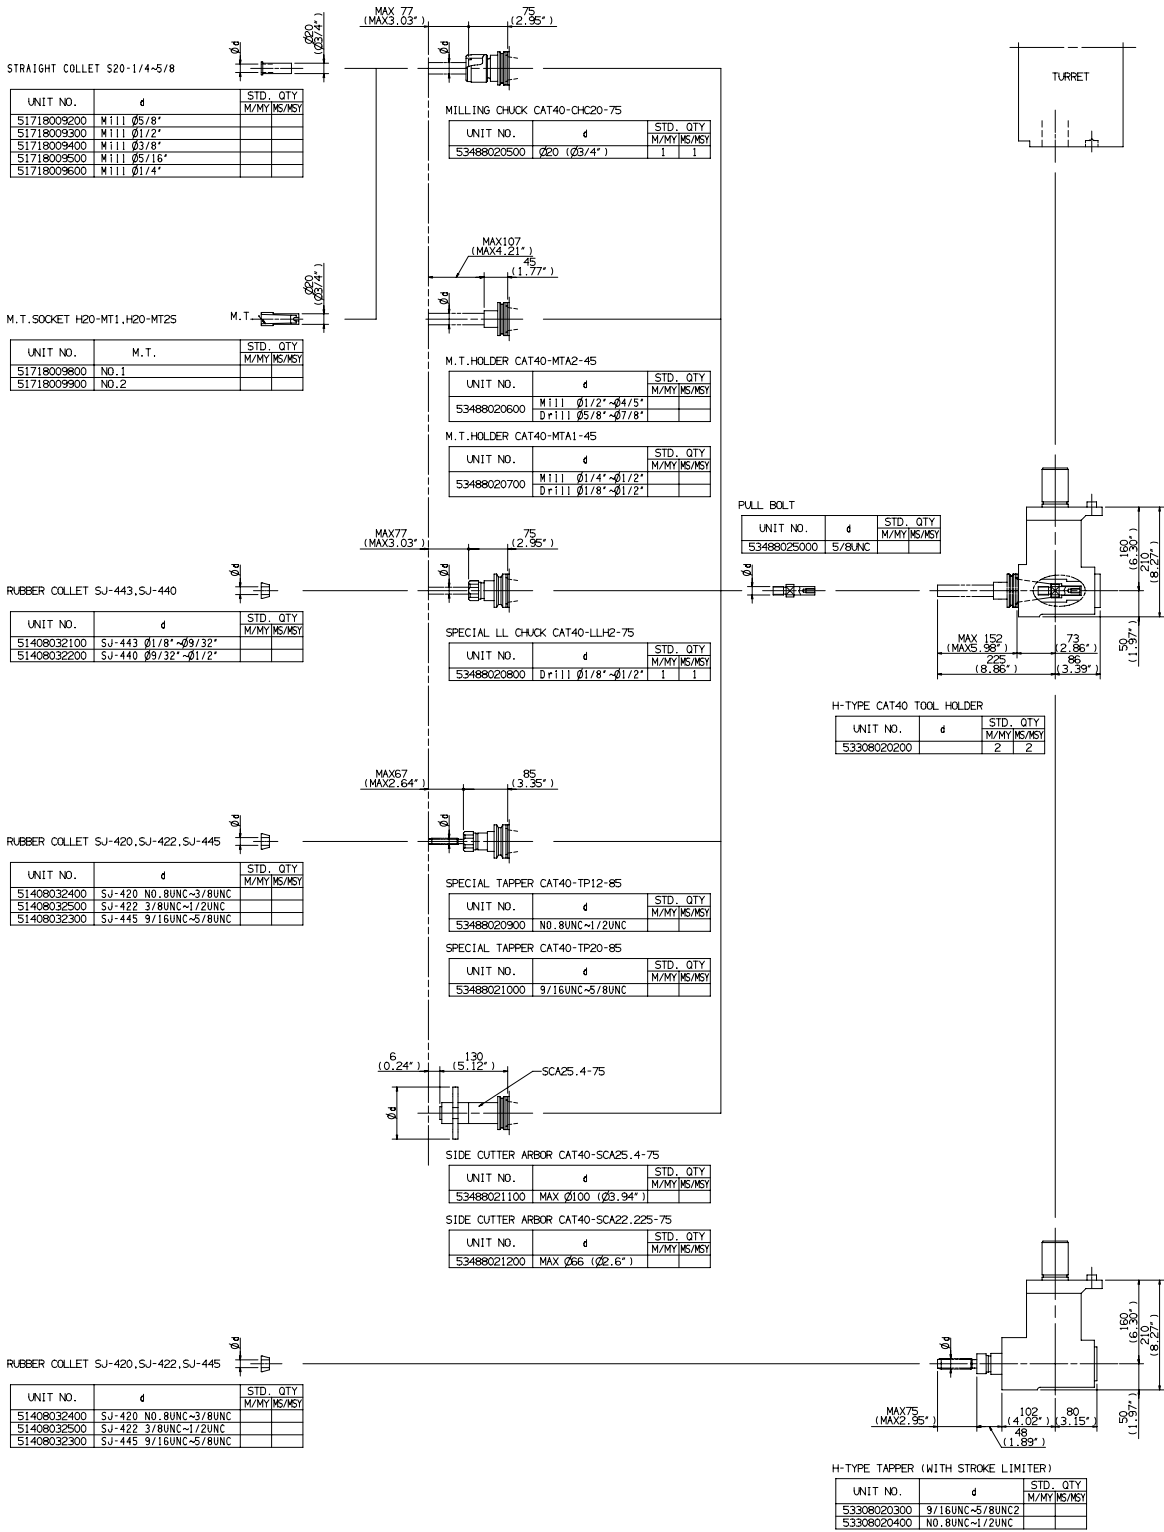 MAX 77
(MAX3.03")
75
(2.95")
Ød
Ø20
(Ø3/4")
Ød
STRAIGHT COLLET S20-1/4~5/8
TURRET
UNIT NO. d STD. QTY
M/MY MS/MSY
51718009200 Mill Ø5/8"
51718009300 Mill Ø1/2"
51718009400 Mill Ø3/8"
51718009500 Mill Ø5/16"
51718009600 Mill Ø1/4"
MILLING CHUCK CAT40-CHC20-75
UNIT NO. d STD. QTY
M/MY MS/MSY
53488020500 Ø20 (Ø3/4") 1 1
MAX107
(MAX4.21")
45
(1.77")
Ø20
(Ø3/4")
Ød
M.T.SOCKET H20-MT1,H20-MT2S
M.T.
UNIT NO. M.T. STD. QTY
M/MY MS/MSY
51718009800 NO.1
51718009900 NO.2
M.T.HOLDER CAT40-MTA2-45
UNIT NO. d STD. QTY
M/MY MS/MSY
53488020600 Mill Ø1/2"~Ø4/5"
Drill Ø5/8"~Ø7/8"
M.T.HOLDER CAT40-MTA1-45
UNIT NO. d STD. QTY
M/MY MS/MSY
53488020700 Mill Ø1/4"~Ø1/2"
Drill Ø1/8"~Ø1/2"
PULL BOLT
UNIT NO. d STD. QTY
M/MY MS/MSY
53488025000 5/8UNC
MAX77
(MAX3.03")
75
(2.95")
160
(6.30")
210
(8.27")
Ød
Ød
Ød
RUBBER COLLET SJ-443,SJ-440
UNIT NO. d STD. QTY
M/MY MS/MSY
51408032100 SJ-443 Ø1/8"~Ø9/32"
51408032200 SJ-440 Ø9/32"~Ø1/2"
SPECIAL LL CHUCK CAT40-LLH2-75
UNIT NO. d STD. QTY
M/MY MS/MSY
53488020800 Drill Ø1/8"~Ø1/2" 1 1
MAX 152
(MAX5.98")
73
(2.86")
225
(8.86")
86
(3.39")
50
(1.97")
H-TYPE CAT40 TOOL HOLDER
UNIT NO. d STD. QTY
M/MY MS/MSY
53308020200 2 2
MAX67
(MAX2.64")
85
(3.35")
Ød
Ød
RUBBER COLLET SJ-420,SJ-422,SJ-445
UNIT NO. d STD. QTY
M/MY MS/MSY
51408032400 SJ-420 NO.8UNC~3/8UNC
51408032500 SJ-422 3/8UNC~1/2UNC
51408032300 SJ-445 9/16UNC~5/8UNC
SPECIAL TAPPER CAT40-TP12-85
UNIT NO. d STD. QTY
M/MY MS/MSY
53488020900 NO.8UNC~1/2UNC
SPECIAL TAPPER CAT40-TP20-85
UNIT NO. d STD. QTY
M/MY MS/MSY
53488021000 9/16UNC~5/8UNC
6
(0.24")
130
(5.12")
SCA25.4-75
Ød
SIDE CUTTER ARBOR CAT40-SCA25.4-75
UNIT NO. d STD. QTY
M/MY MS/MSY
53488021100 MAX Ø100 (Ø3.94")
SIDE CUTTER ARBOR CAT40-SCA22.225-75
UNIT NO. d STD. QTY
M/MY MS/MSY
53488021200 MAX Ø66 (Ø2.6")
160
(6.30")
210
(8.27")
Ød
Ød
RUBBER COLLET SJ-420,SJ-422,SJ-445
UNIT NO. d STD. QTY
M/MY MS/MSY
51408032400 SJ-420 NO.8UNC~3/8UNC
51408032500 SJ-422 3/8UNC~1/2UNC
51408032300 SJ-445 9/16UNC~5/8UNC
MAX75
(MAX2.95")
102
(4.02")
80
(3.15")
48
(1.89")
50
(1.97")
H-TYPE TAPPER (WITH STROKE LIMITER)
UNIT NO. d STD. QTY
M/MY MS/MSY
53308020300 9/16UNC~5/8UNC2
53308020400 NO.8UNC~1/2UNC